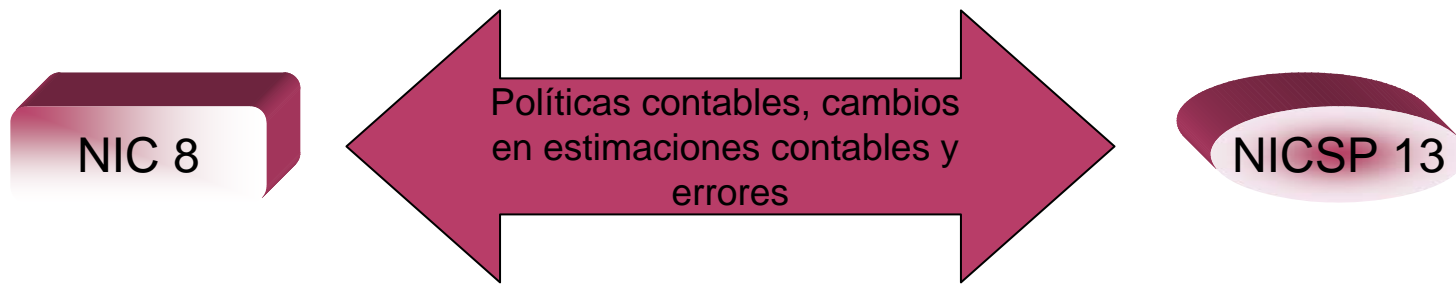 NIC 8
Políticas contables, cambios
en estimaciones contables y
errores
NICSP 13